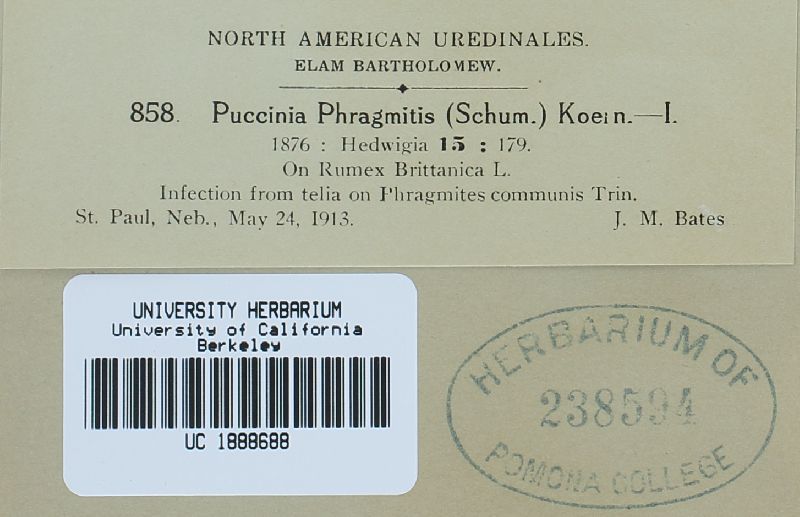 NORTH AMERICAN UREDINALES.
ELAM BARTHOLOMEW.
858. Puccinia Phragmitis (Schum.) Koern.—I.
1876 : Hedwigia 15 : 179.
On Rumex Brittanica L.
Infection from telia on Phragmites communis Trin.
St. Paul, Neb., May 24, 1913. J. M. Bates
UNIVERSITY HERBARIUM
University of California
Berkeley
UC 1888688
HERBARIUM OF
238594
POMONA COLLEGE